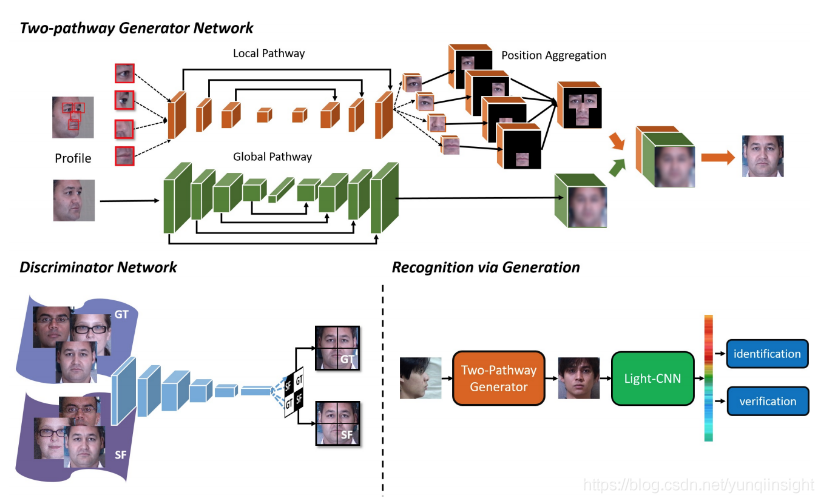 Two-pathway Generator Network
Local Pathway
Position Aggregation
Profile
Global Pathway
Discriminator Network
Recognition via Generation
GT
SF
SF
GT
GT
SF
GT
SF
Two-Pathway
Generator
Light-CNN
identification
verification
https://blog.csdn.net/yunqiinsight